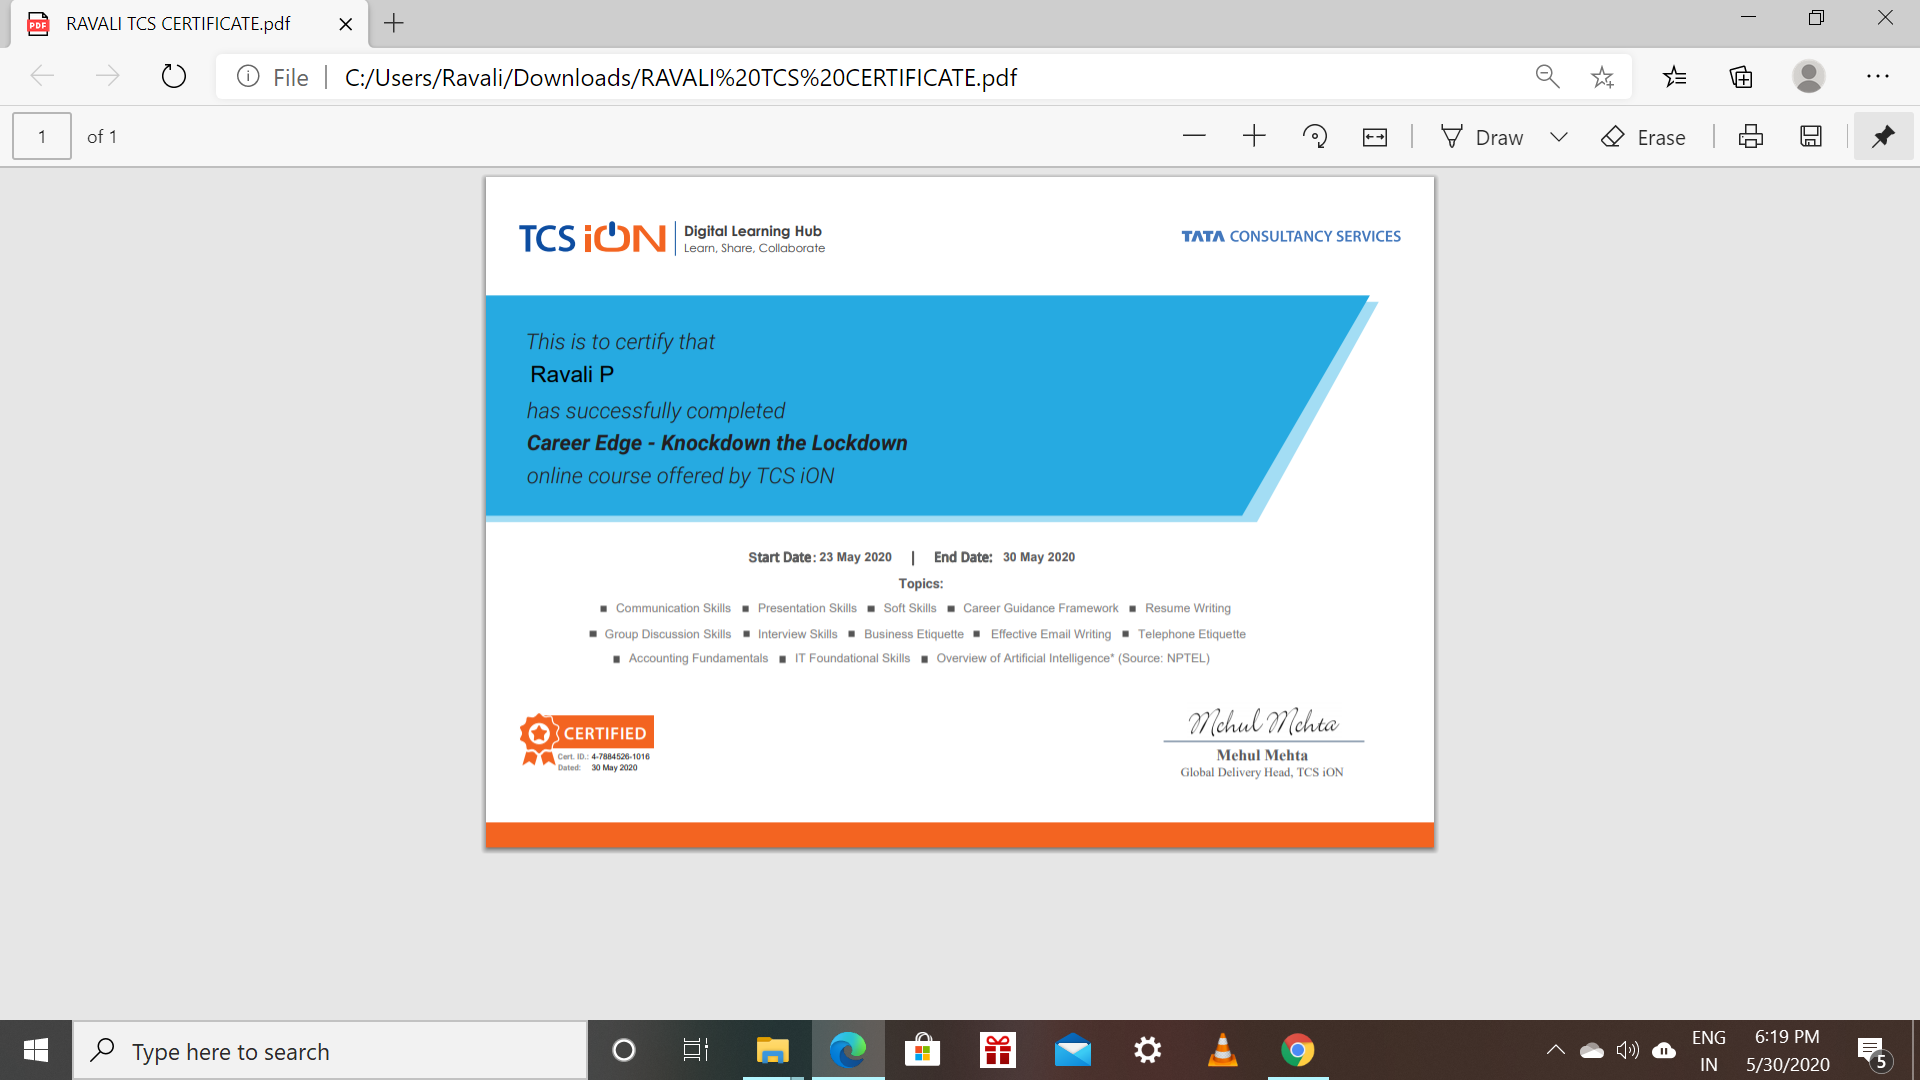 RAVALI TCS CERTIFICATE.pdf
File | C:/Users/Ravali/Downloads/RAVALI%20TCS%20CERTIFICATE.pdf
1 of 1 Draw Erase
TCS iON | Digital Learning Hub
Learn, Share, Collaborate
TATA CONSULTANCY SERVICES
This is to certify that
Ravali P
has successfully completed
Career Edge - Knockdown the Lockdown
online course offered by TCS iON
Start Date: 23 May 2020 | End Date: 30 May 2020
Topics:
■ Communication Skills ■ Presentation Skills ■ Soft Skills ■ Career Guidance Framework ■ Resume Writing
■ Group Discussion Skills ■ Interview Skills ■ Business Etiquette ■ Effective Email Writing ■ Telephone Etiquette
■ Accounting Fundamentals ■ IT Foundational Skills ■ Overview of Artificial Intelligence* (Source: NPTEL)
CERTIFIED
Cert. ID.: 4-7884526-1016
Dated: 30 May 2020
Mehul Mehta
Mehul Mehta
Global Delivery Head, TCS iON
Type here to search
ENG
IN
6:19 PM
5/30/2020
5